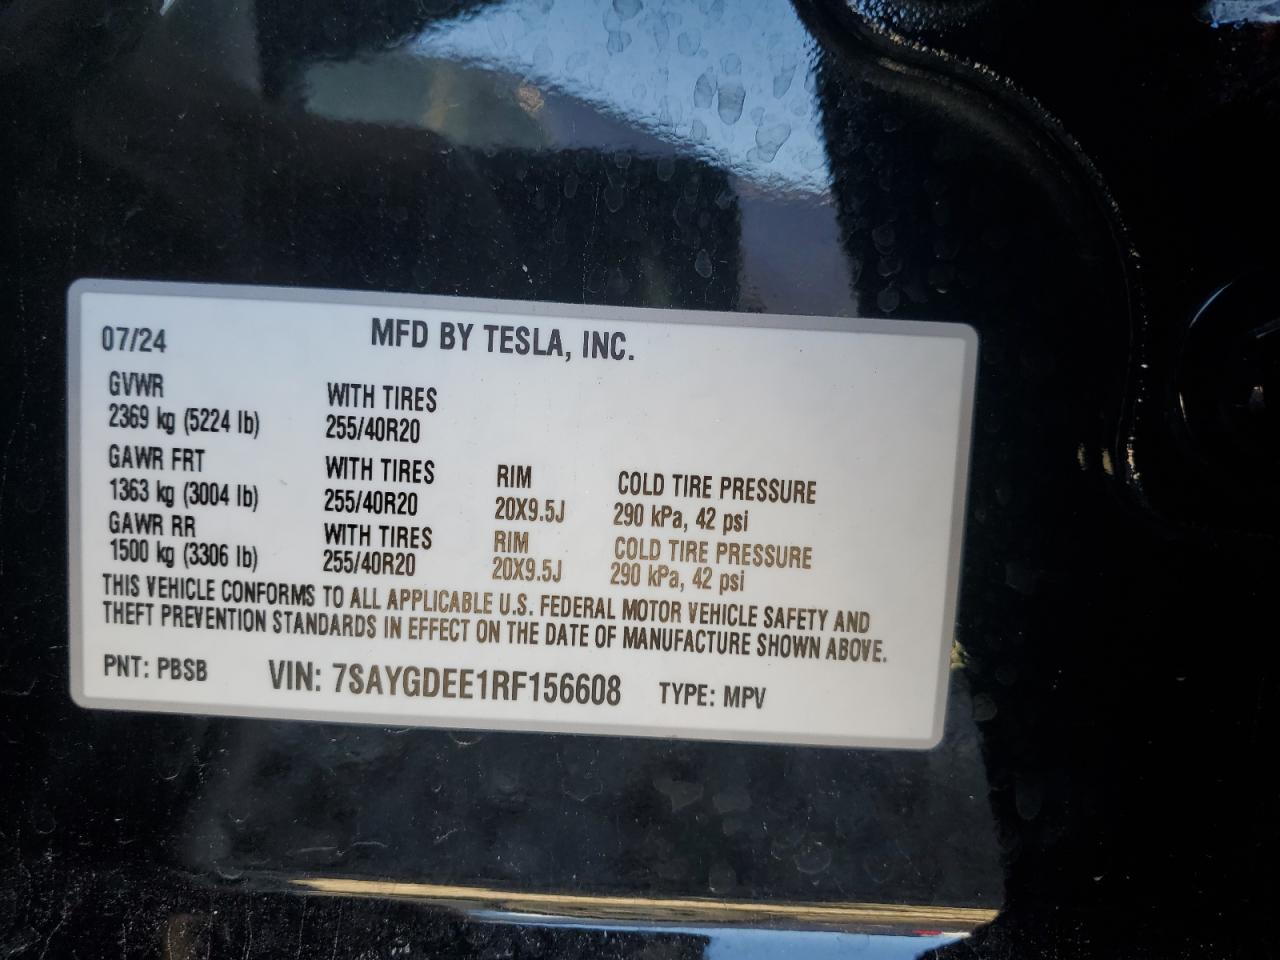 07/24 MFD BY TESLA, INC.
GVWR WITH TIRES
2369 kg (5224 lb) 255/40R20
GAWR FRT WITH TIRES RIM COLD TIRE PRESSURE
1363 kg (3004 lb) 255/40R20 20X9.5J 290 kPa, 42 psi
GAWR RR WITH TIRES RIM COLD TIRE PRESSURE
1500 kg (3306 lb) 255/40R20 20X9.5J 290 kPa, 42 psi
THIS VEHICLE CONFORMS TO ALL APPLICABLE U.S. FEDERAL MOTOR VEHICLE SAFETY AND
THEFT PREVENTION STANDARDS IN EFFECT ON THE DATE OF MANUFACTURE SHOWN ABOVE.
PNT: PBSB VIN: 7SAYGDEE1RF156608 TYPE: MPV